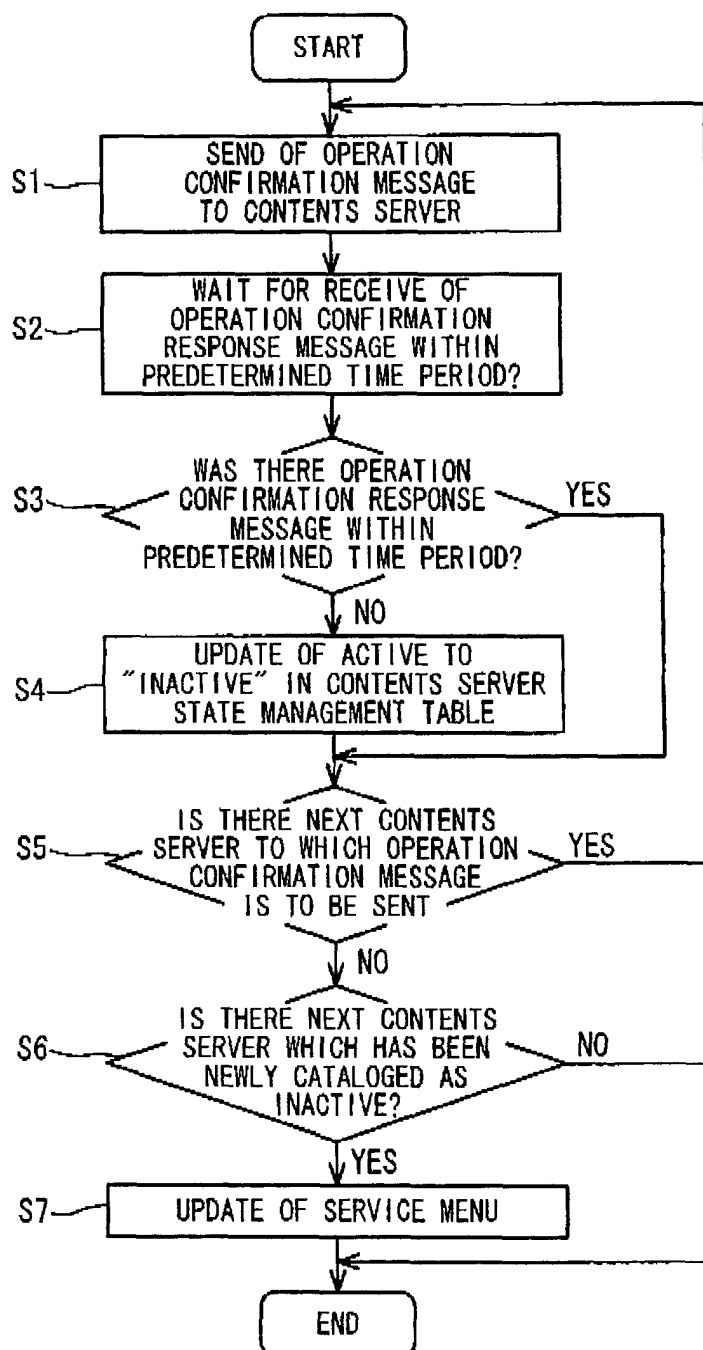 START
S1
SEND OF OPERATION
CONFIRMATION MESSAGE
TO CONTENTS SERVER
S2
WAIT FOR RECEIVE OF
OPERATION CONFIRMATION
RESPONSE MESSAGE WITHIN
PREDETERMINED TIME PERIOD?
S3
WAS THERE OPERATION
CONFIRMATION RESPONSE
MESSAGE WITHIN
PREDETERMINED TIME PERIOD?
YES
NO
S4
UPDATE OF ACTIVE TO
"INACTIVE" IN CONTENTS SERVER
STATE MANAGEMENT TABLE
S5
IS THERE NEXT CONTENTS
SERVER TO WHICH OPERATION
CONFIRMATION MESSAGE
IS TO BE SENT
YES
NO
S6
IS THERE NEXT CONTENTS
SERVER WHICH HAS BEEN
NEWLY CATALOGED AS
INACTIVE?
NO
YES
S7
UPDATE OF SERVICE MENU
END